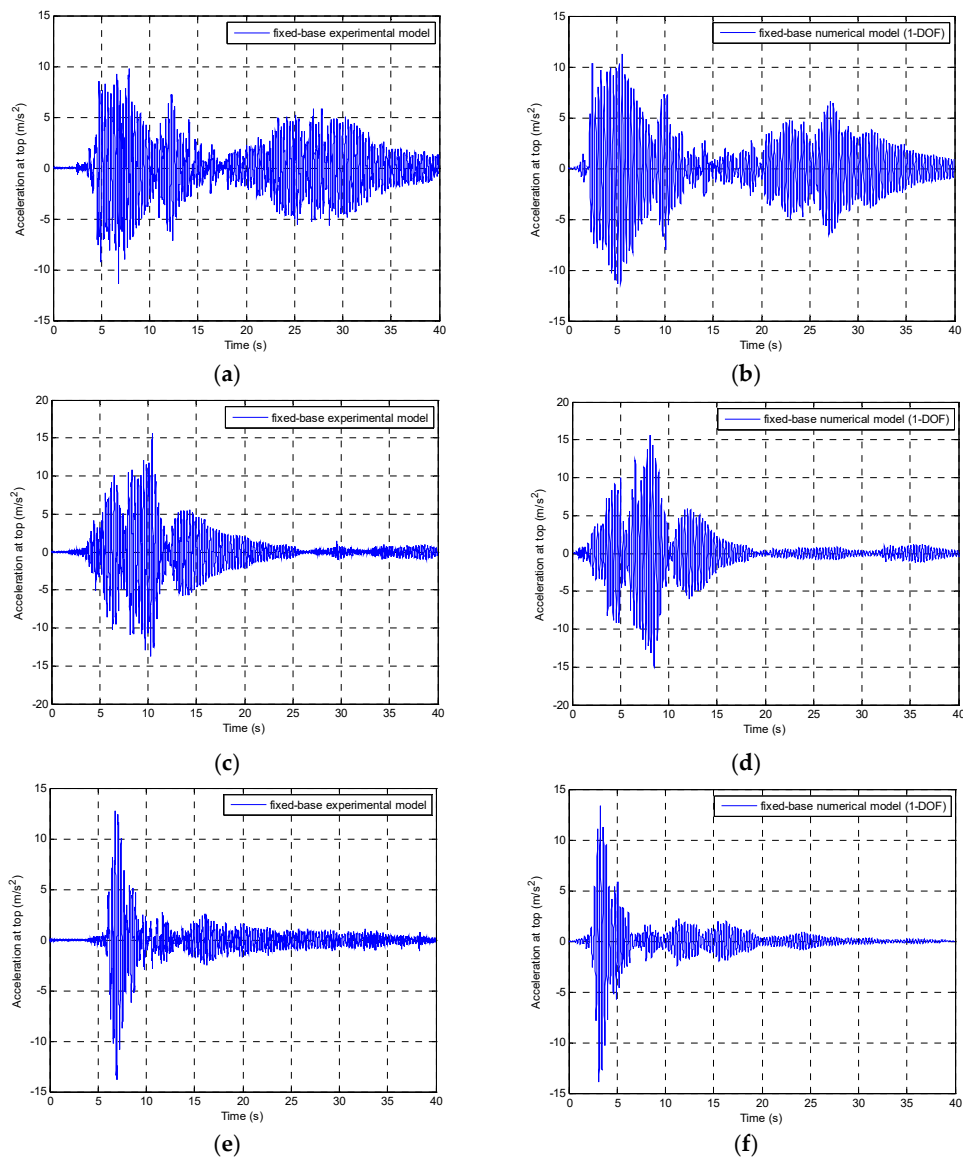 fixed-base experimental model
Acceleration at top (m/s²)
15
10
5
0
-5
-10
-15
0 5 10 15 20 25 30 35 40
Time (s)
(a)
fixed-base numerical model (1-DOF)
Acceleration at top (m/s²)
15
10
5
0
-5
-10
-15
0 5 10 15 20 25 30 35 40
Time (s)
(b)
fixed-base experimental model
Acceleration at top (m/s²)
20
15
10
5
0
-5
-10
-15
-20
0 5 10 15 20 25 30 35 40
Time (s)
(c)
fixed-base numerical model (1-DOF)
Acceleration at top (m/s²)
20
15
10
5
0
-5
-10
-15
-20
0 5 10 15 20 25 30 35 40
Time (s)
(d)
fixed-base experimental model
Acceleration at top (m/s²)
15
10
5
0
-5
-10
-15
0 5 10 15 20 25 30 35 40
Time (s)
(e)
fixed-base numerical model (1-DOF)
Acceleration at top (m/s²)
15
10
5
0
-5
-10
-15
0 5 10 15 20 25 30 35 40
Time (s)
(f)